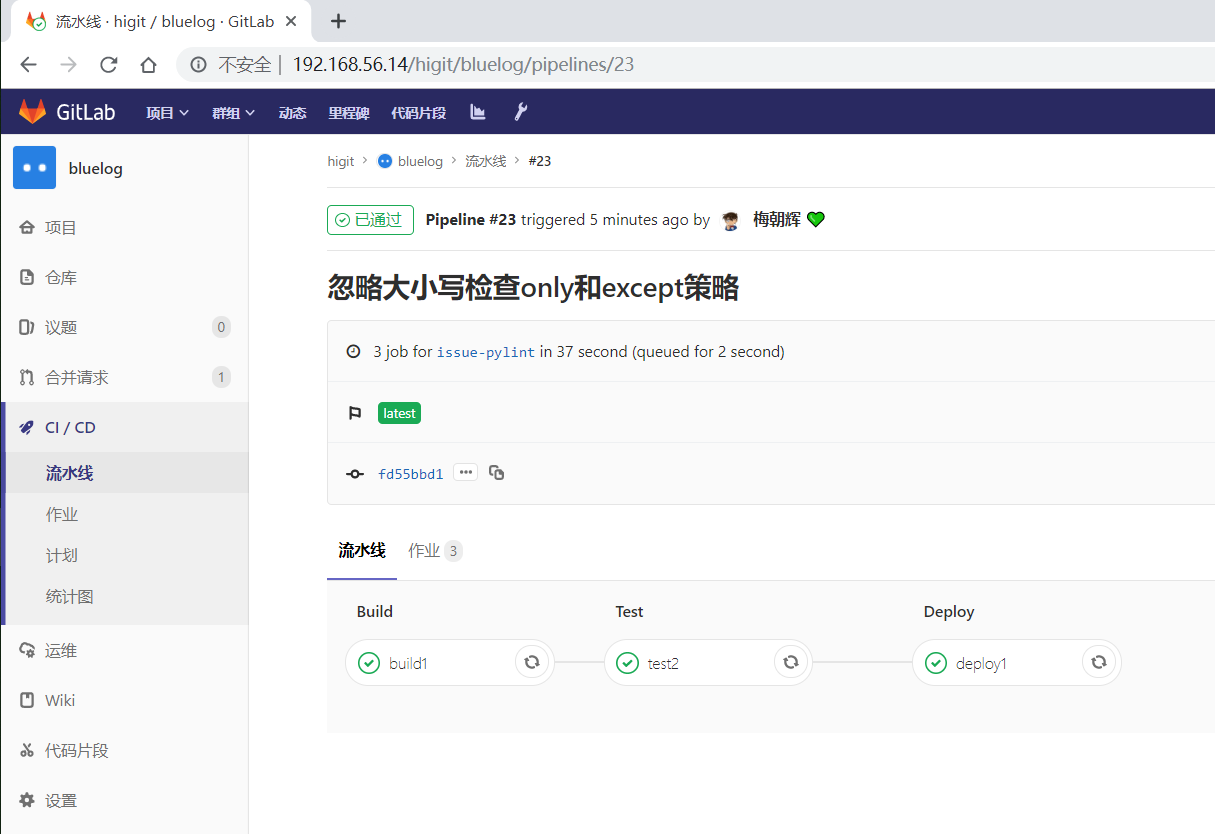 流水线 · higit / bluelog · GitLab
不安全 | 192.168.56.14/higit/bluelog/pipelines/23
GitLab 项目 群组 动态 里程碑 代码片段
bluelog
项目
仓库
议题 0
合并请求 1
CI / CD
流水线
作业
计划
统计图
运维
Wiki
代码片段
设置
higit > bluelog > 流水线 > #23
已通过 Pipeline #23 triggered 5 minutes ago by 梅朝辉
忽略大小写检查only和except策略
3 job for issue-pylint in 37 second (queued for 2 second)
latest
fd55bbd1
流水线 作业 3
Build Test Deploy
build1 test2 deploy1